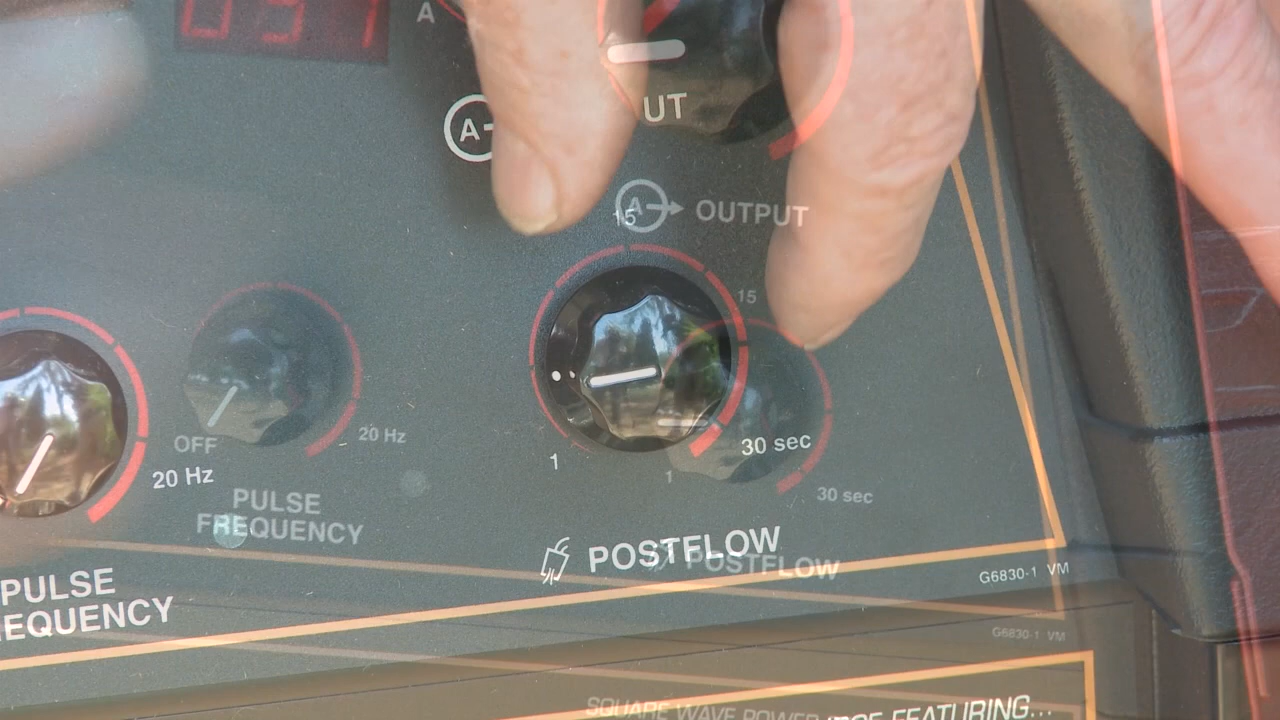 A
A
UT
A
OUTPUT
15
15
OFF
20 Hz
20 Hz
1
30 sec
1
30 sec
PULSE
FREQUENCY
POSTFLOW
POSTFLOW
PULSE
EQUENCY
G6830-1 VM
G6830-1 VM
SQUARE WAVE POWER
FEATURING...